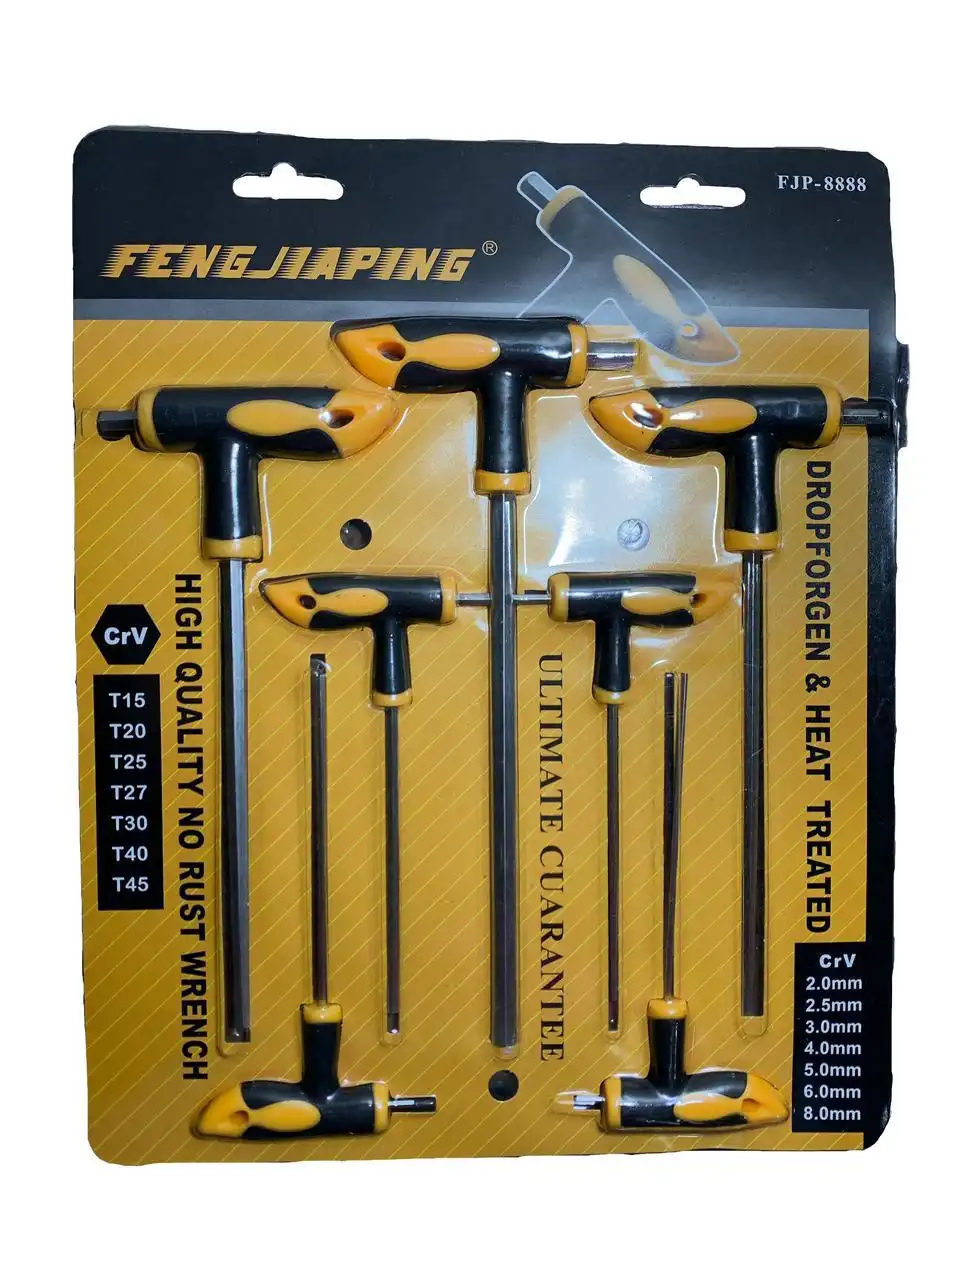 FJP-8888
FENGJIAPING®
CrV
T15
T20
T25
T27
T30
T40
T45
HIGH QUALITY NO RUST WRENCH
ULTIMATE CUARANTEE
DROPFORGEN & HEAT TREATED
CrV
2.0mm
2.5mm
3.0mm
4.0mm
5.0mm
6.0mm
8.0mm